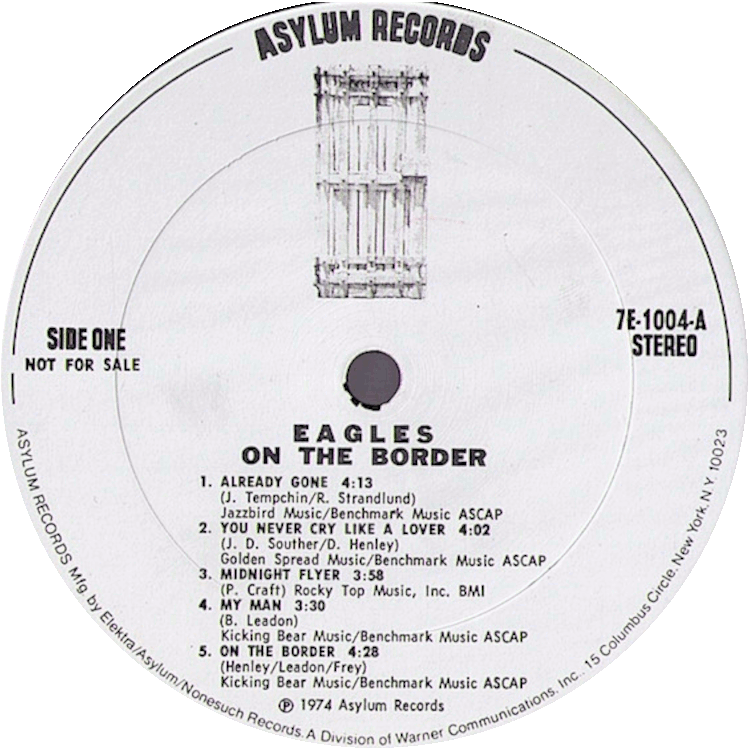 ASYLUM RECORDS
SIDE ONE
NOT FOR SALE
7E-1004-A
STEREO
EAGLES
ON THE BORDER
1. ALREADY GONE 4:13
(J. Tempchin/R. Strandlund)
Jazzbird Music/Benchmark Music ASCAP
2. YOU NEVER CRY LIKE A LOVER 4:02
(J. D. Souther/D. Henley)
Golden Spread Music/Benchmark Music ASCAP
3. MIDNIGHT FLYER 3:58
(P. Craft) Rocky Top Music, Inc. BMI
4. MY MAN 3:30
(B. Leadon)
Kicking Bear Music/Benchmark Music ASCAP
5. ON THE BORDER 4:28
(Henley/Leadon/Frey)
Kicking Bear Music/Benchmark Music ASCAP
℗ 1974 Asylum Records
ASYLUM RECORDS Mfg. by Elektra/Asylum/Nonesuch Records. A Division of Warner Communications, Inc., 15 Columbus Circle, New York, N.Y. 10023